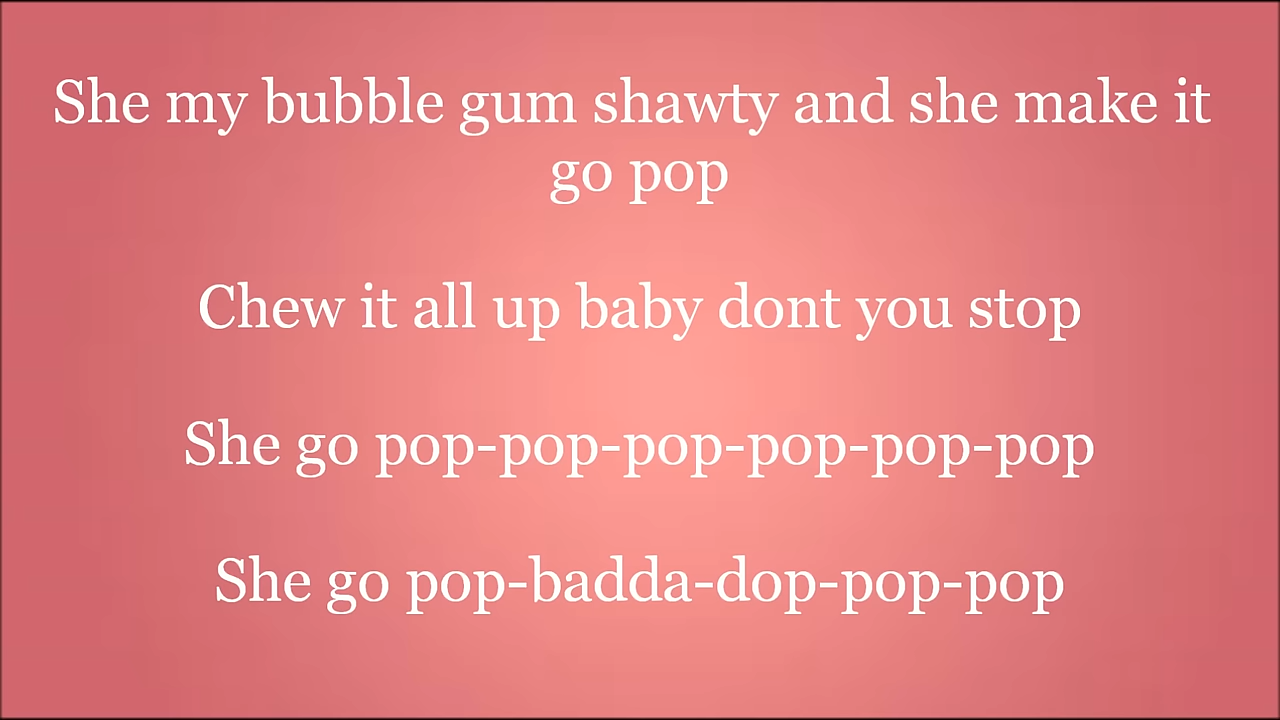 She my bubble gum shawty and she make it
go pop
Chew it all up baby dont you stop
She go pop-pop-pop-pop-pop-pop
She go pop-badda-dop-pop-pop